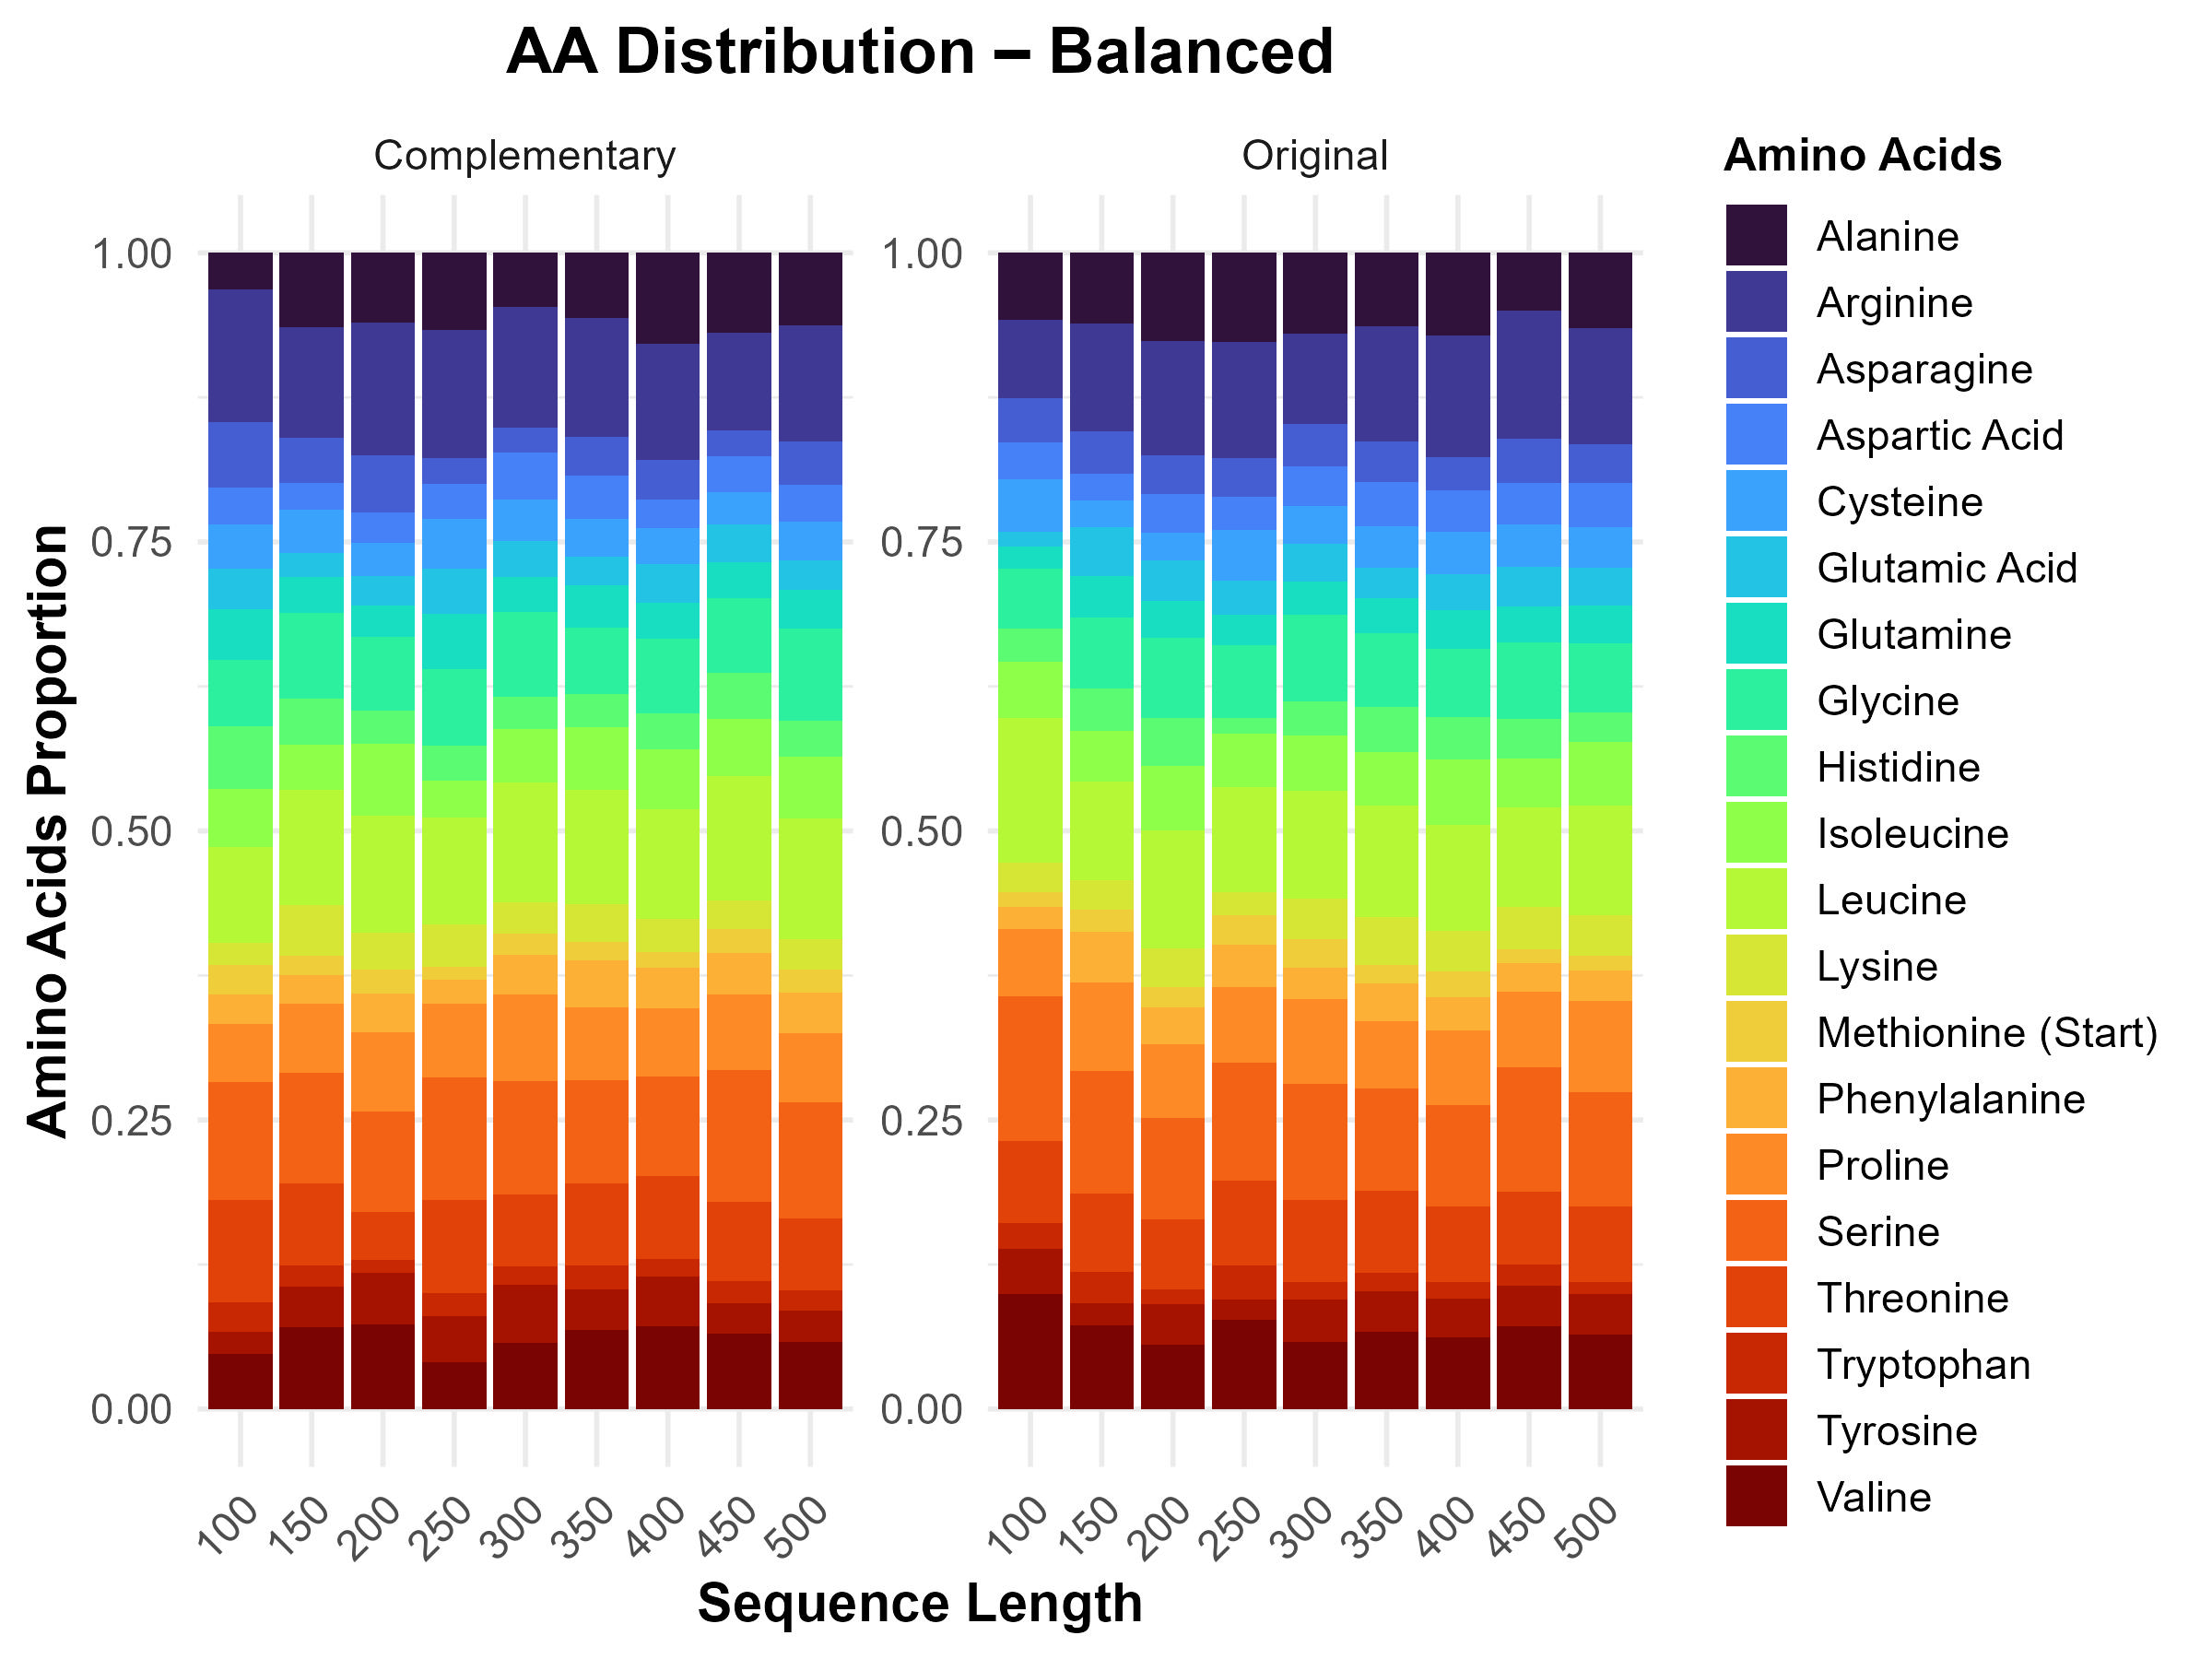 AA Distribution – Balanced
Complementary
Original
Amino Acids Proportion
1.00
0.75
0.50
0.25
0.00
1.00
0.75
0.50
0.25
0.00
100 150 200 250 300 350 400 450 500
100 150 200 250 300 350 400 450 500
Sequence Length
Amino Acids
Alanine
Arginine
Asparagine
Aspartic Acid
Cysteine
Glutamic Acid
Glutamine
Glycine
Histidine
Isoleucine
Leucine
Lysine
Methionine (Start)
Phenylalanine
Proline
Serine
Threonine
Tryptophan
Tyrosine
Valine